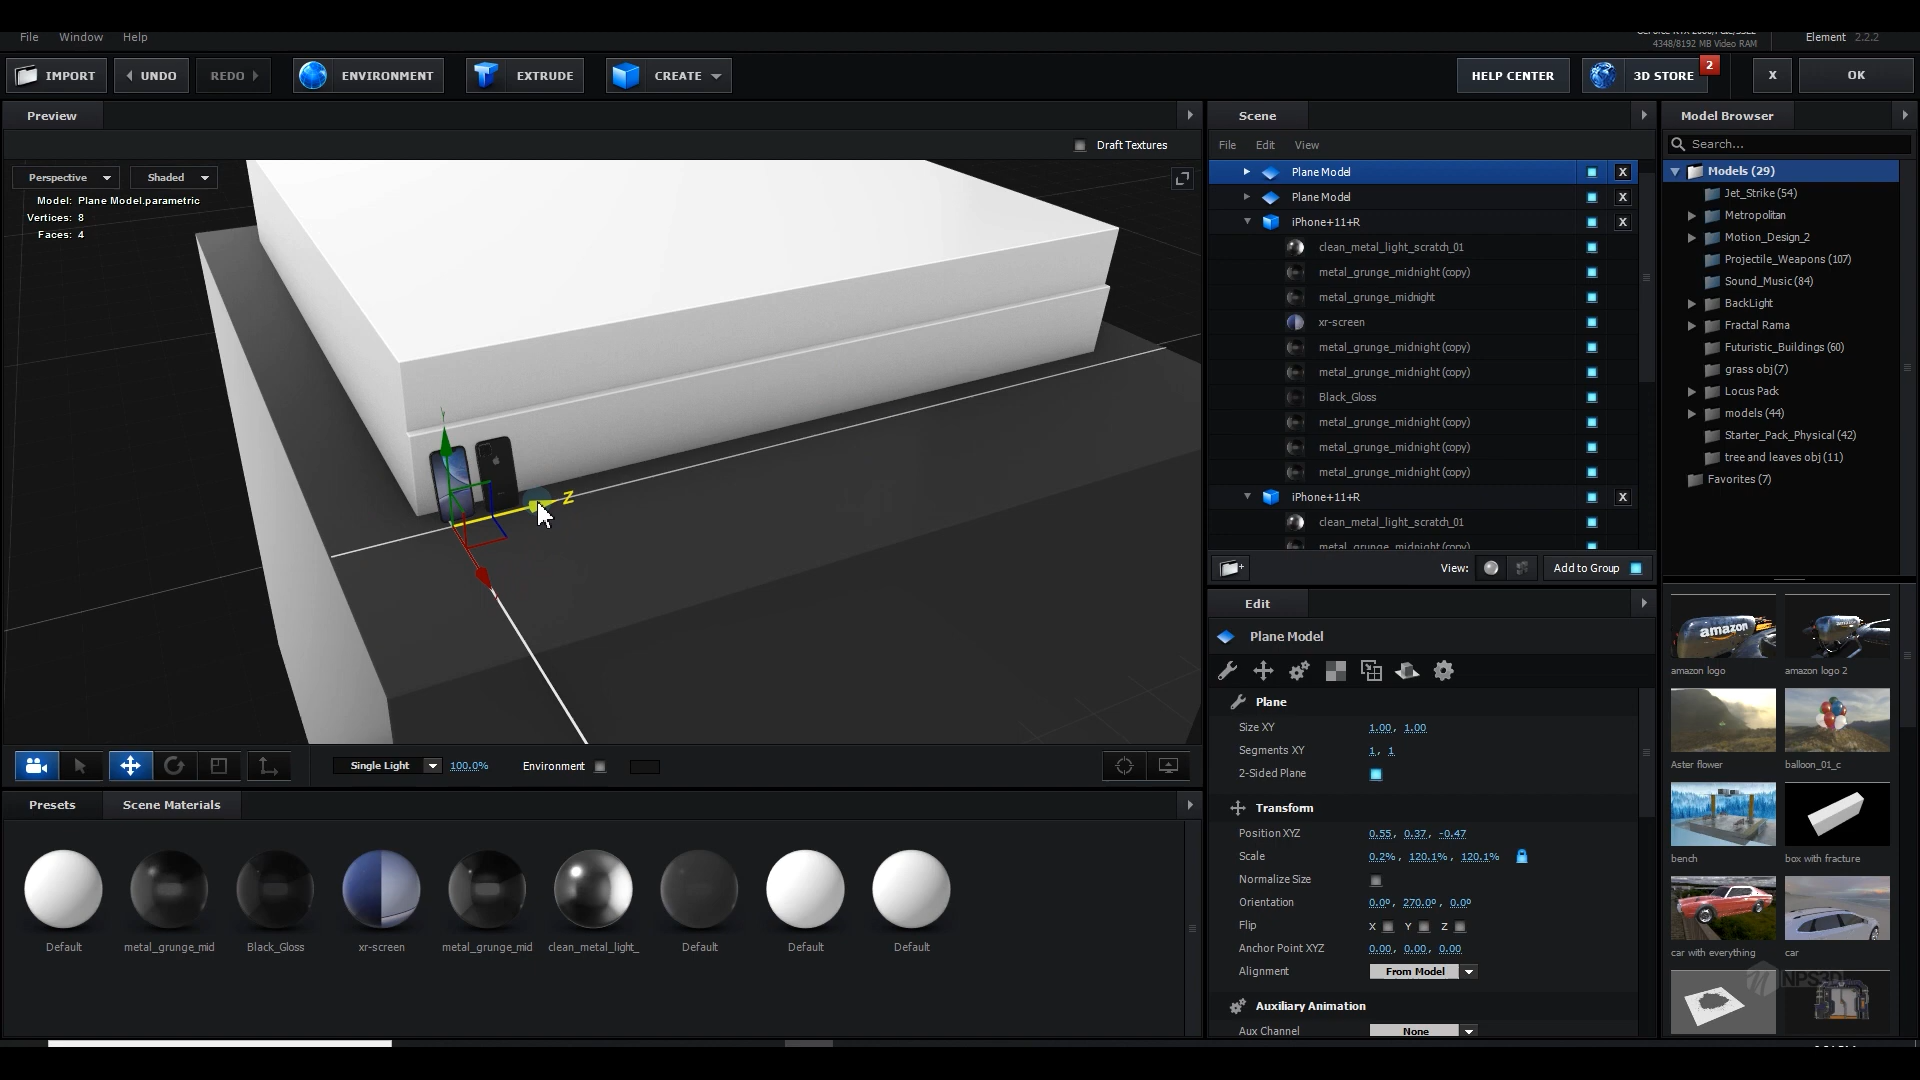 File Window Help
4348/8192 MB Video RAM
Element 2.2.2
IMPORT UNDO REDO ENVIRONMENT EXTRUDE CREATE HELP CENTER 3D STORE 2 X OK
Preview
Draft Textures
Perspective Shaded
Model: Plane Model.parametric
Vertices: 8
Faces: 4
Z
Single Light 100.0% Environment
Presets Scene Materials
Default metal_grunge_mid Black_Gloss xr-screen metal_grunge_mid clean_metal_light_ Default Default Default
Scene
File Edit View
Plane Model X
Plane Model X
iPhone+11+R X
clean_metal_light_scratch_01
metal_grunge_midnight (copy)
metal_grunge_midnight
xr-screen
metal_grunge_midnight (copy)
metal_grunge_midnight (copy)
Black_Gloss
metal_grunge_midnight (copy)
metal_grunge_midnight (copy)
metal_grunge_midnight (copy)
iPhone+11+R X
clean_metal_light_scratch_01
metal_grunge_midnight (copy)
View: Add to Group
Edit
Plane Model
Plane
Size XY 1.00, 1.00
Segments XY 1, 1
2-Sided Plane
Transform
Position XYZ 0.55, 0.37, -0.47
Scale 0.2%, 120.1%, 120.1%
Normalize Size
Orientation 0.0º, 270.0º, 0.0º
Flip X Y Z
Anchor Point XYZ 0.00, 0.00, 0.00
Alignment From Model
Auxiliary Animation
Aux Channel None
Model Browser
Search...
Models (29)
Jet_Strike (54)
Metropolitan
Motion_Design_2
Projectile_Weapons (107)
Sound_Music (84)
BackLight
Fractal Rama
Futuristic_Buildings (60)
grass obj (7)
Locus Pack
models (44)
Starter_Pack_Physical (42)
tree and leaves obj (11)
Favorites (7)
amazon
amazon
amazon logo amazon logo 2
Aster flower balloon_01_c
bench box with fracture
car with everything car
NPS3D